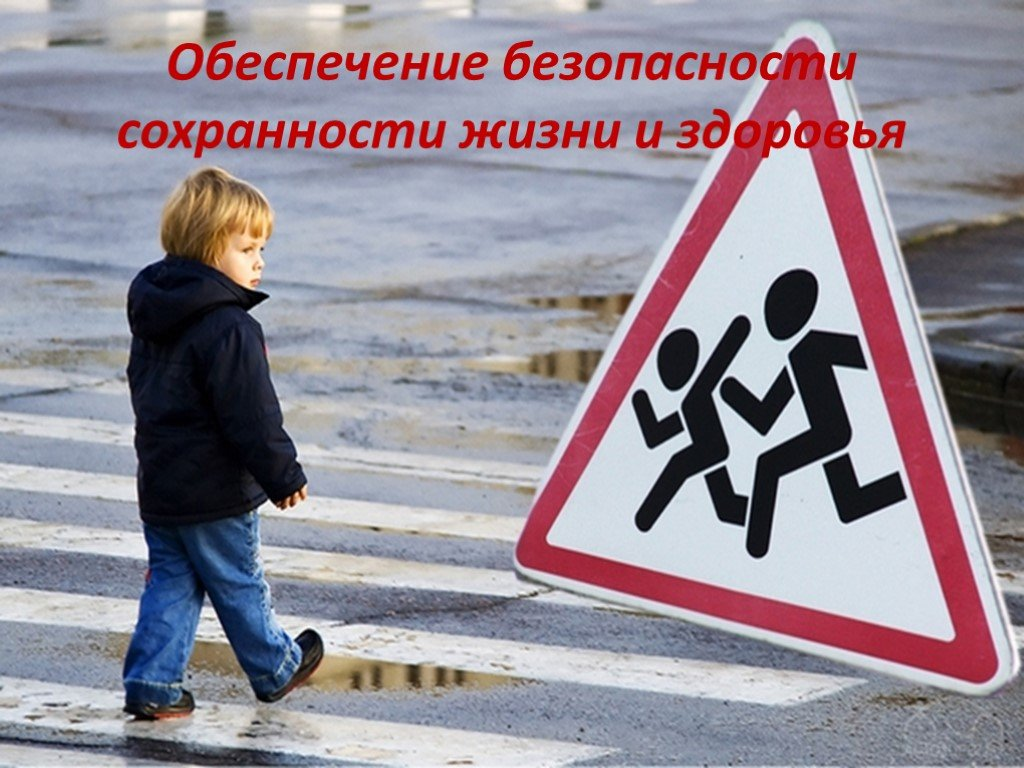 Обеспечение безопасности
сохранности жизни и здоровья